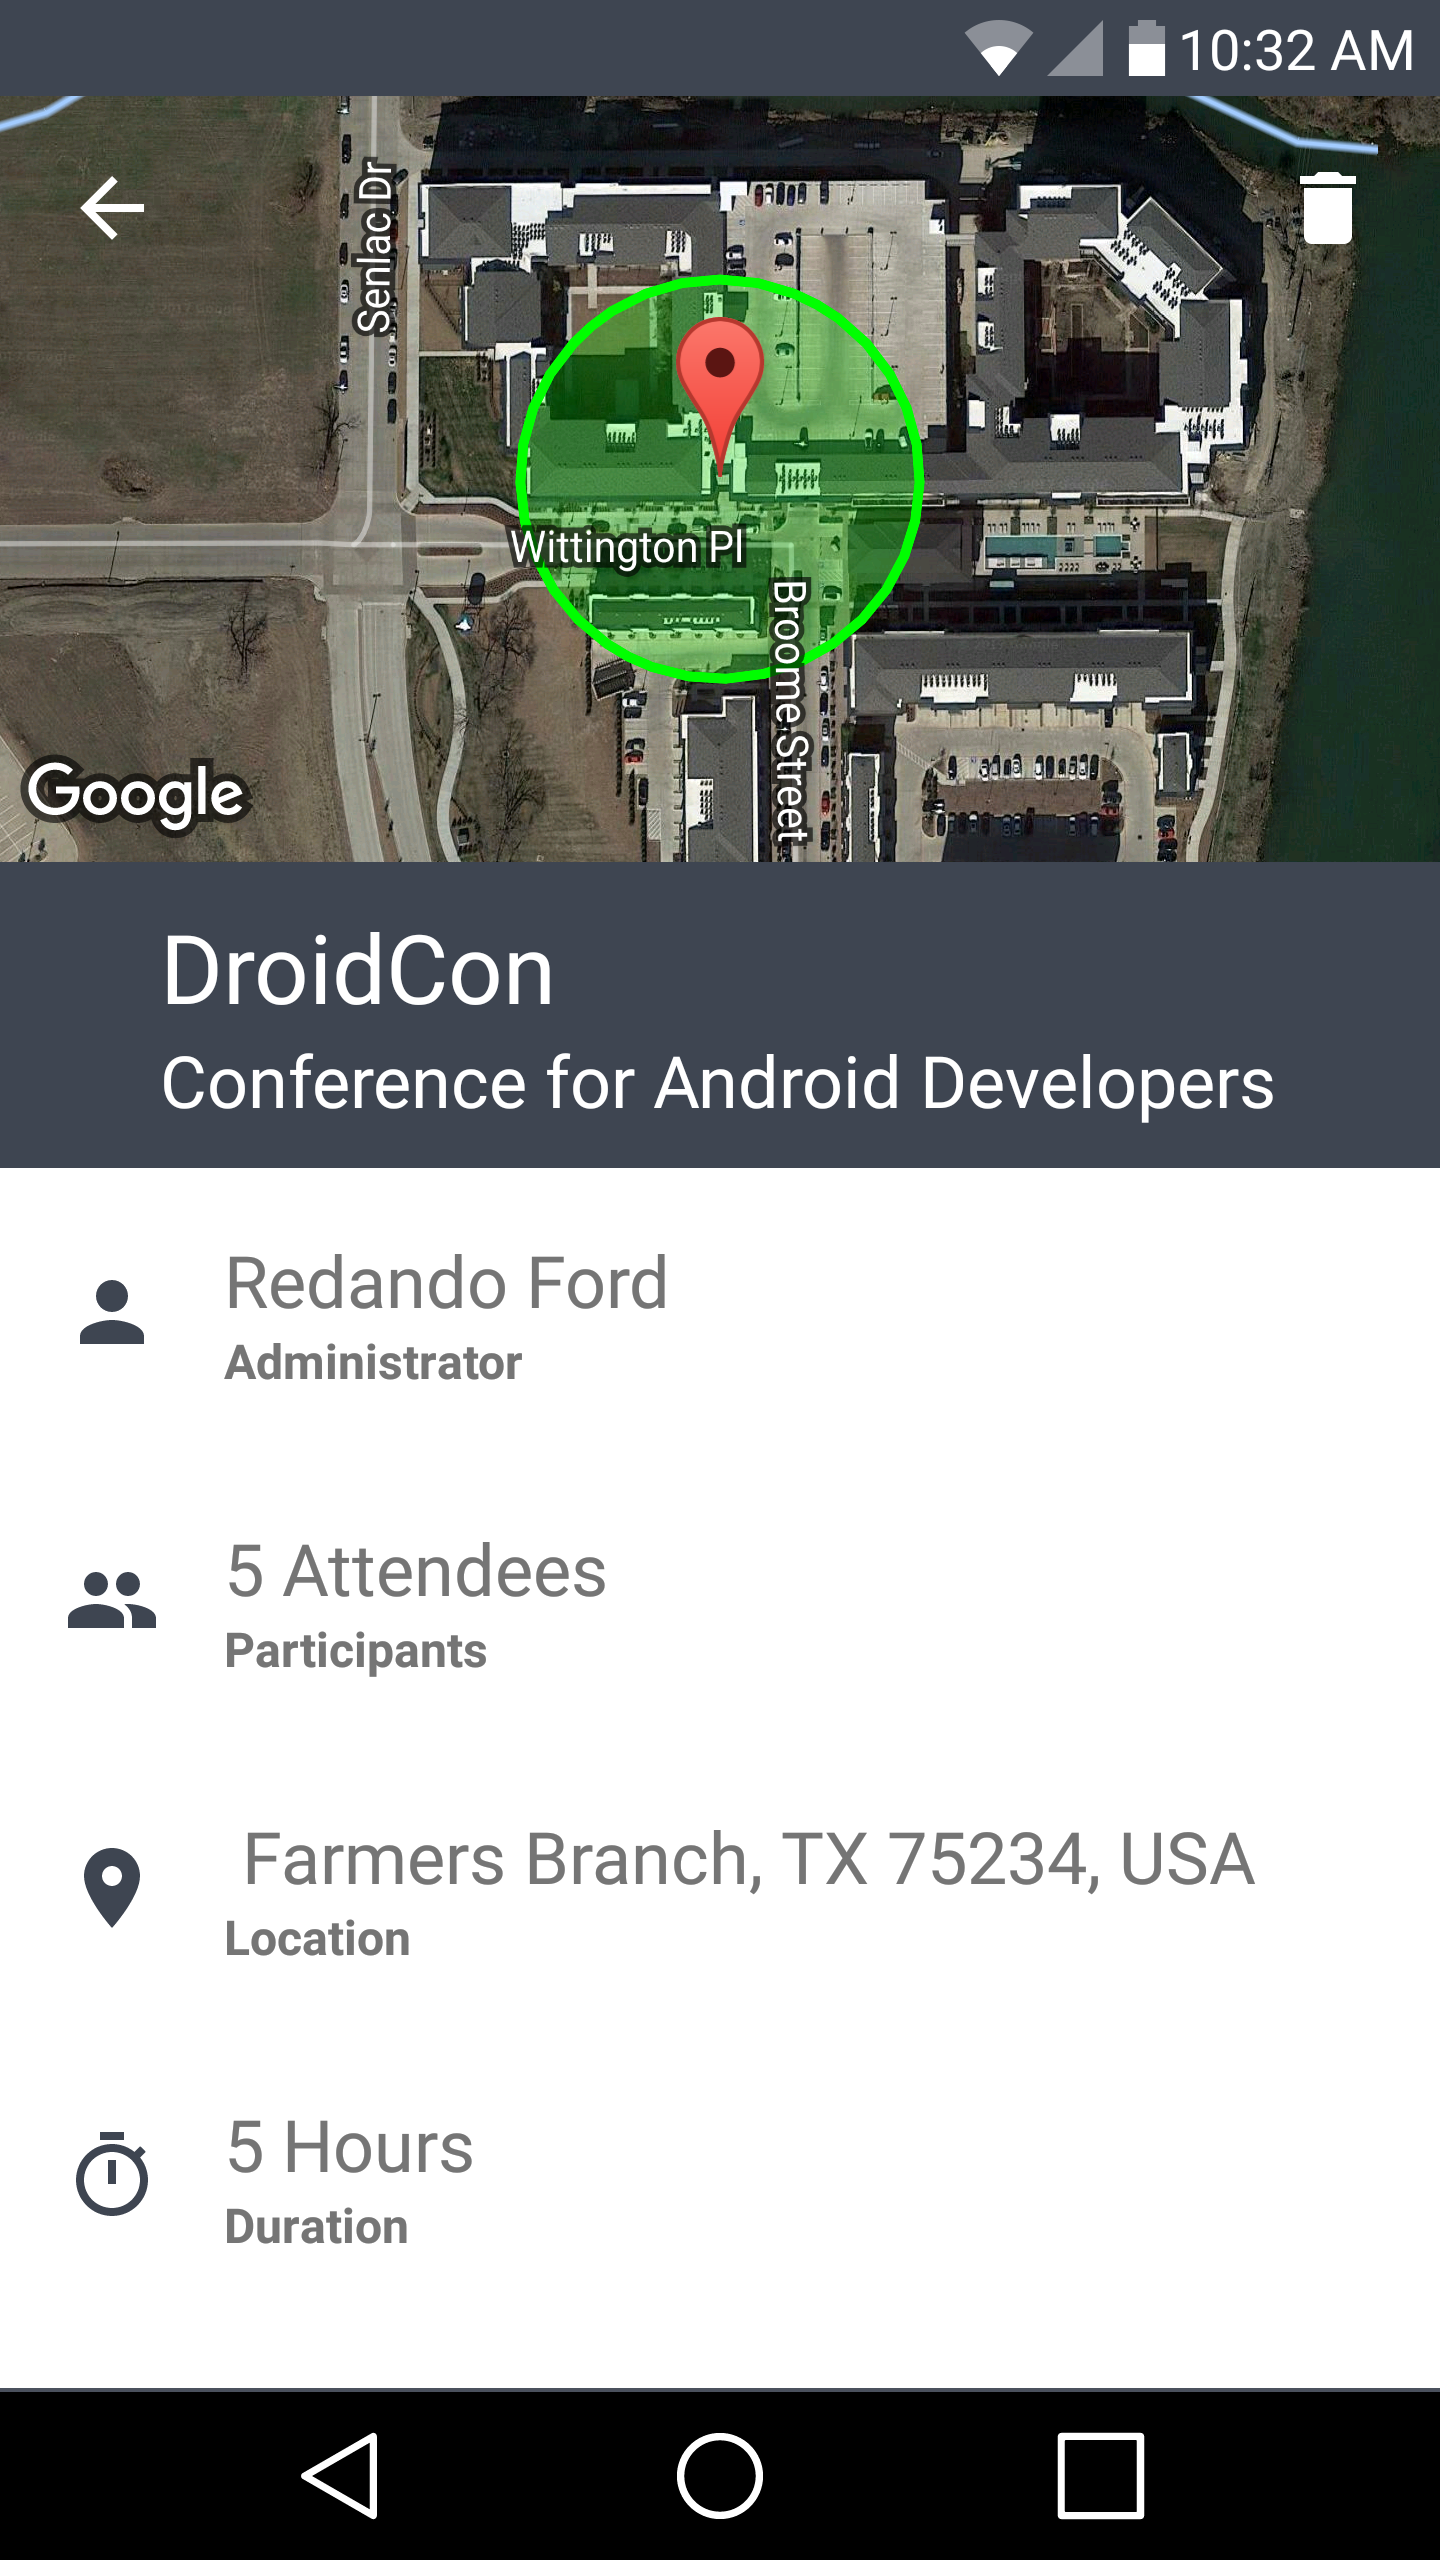 10:32 AM
Senlac Dr
Wittington Pl
Broome Street
Google
DroidCon
Conference for Android Developers
Redando Ford
Administrator
5 Attendees
Participants
Farmers Branch, TX 75234, USA
Location
5 Hours
Duration